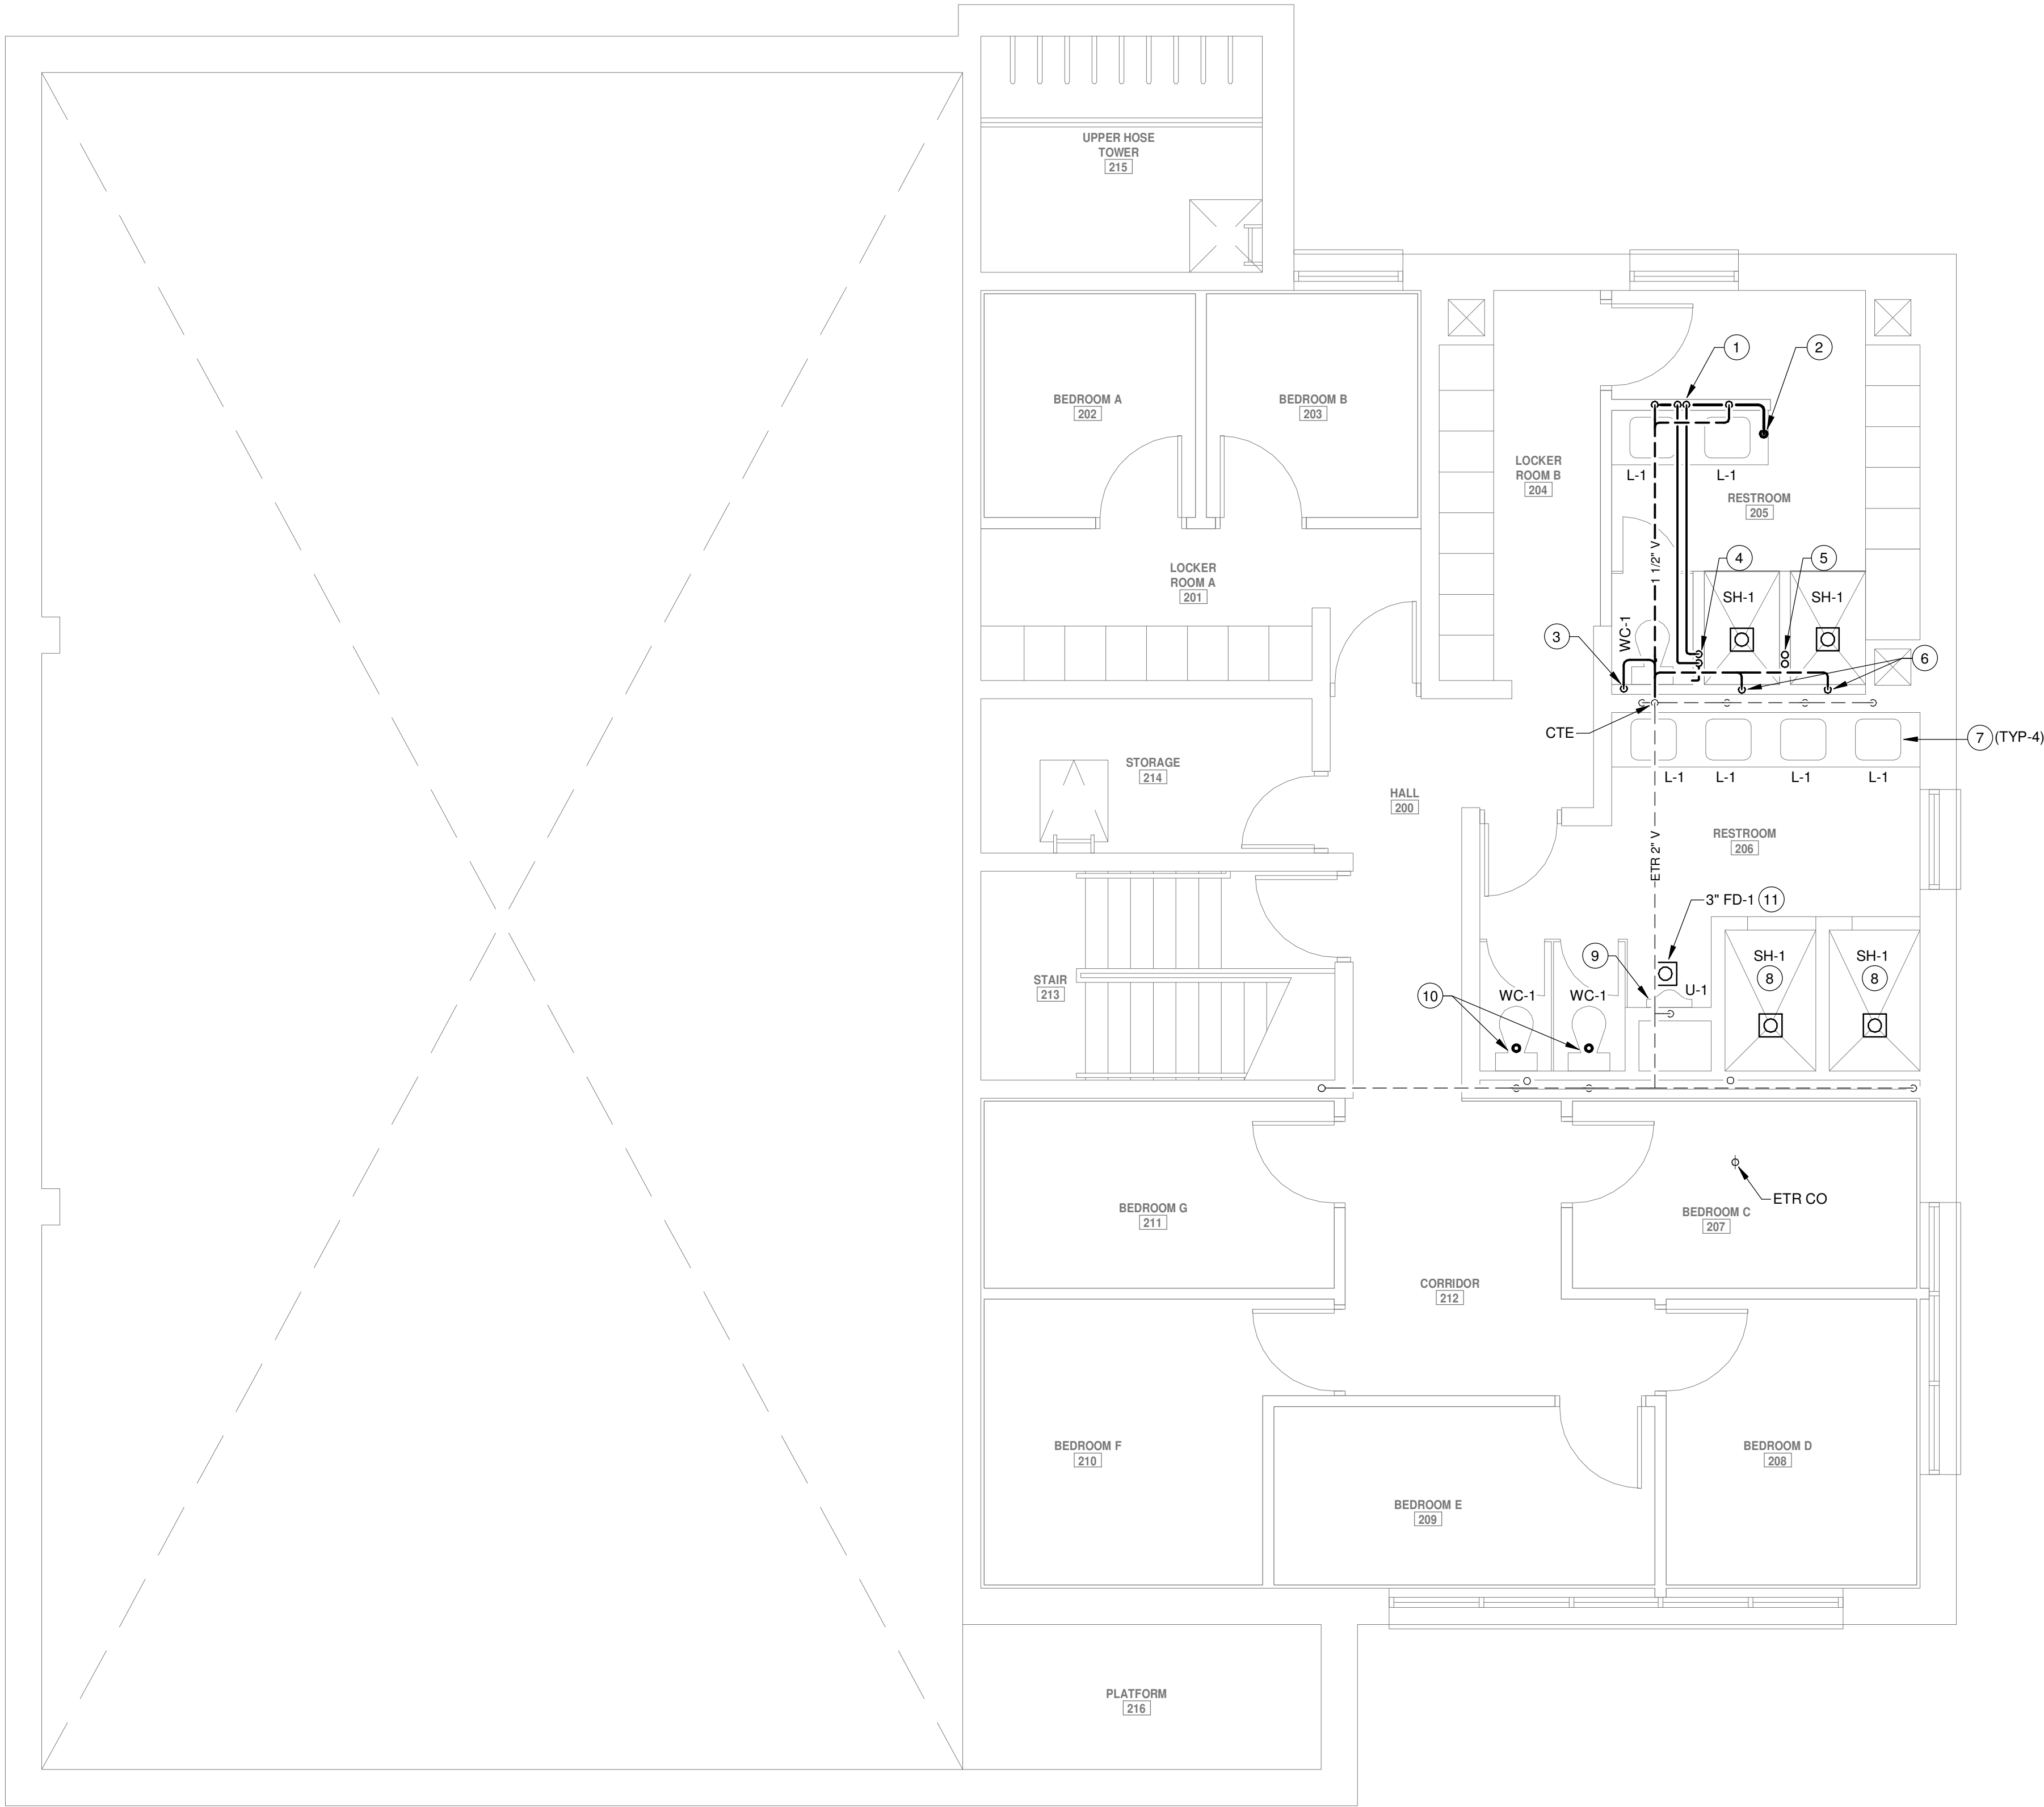 UPPER HOSE
TOWER
215
1
2
BEDROOM A
202
BEDROOM B
203
LOCKER
ROOM B
204
L-1
L-1
RESTROOM
205
1 1/2" V
4
5
LOCKER
ROOM A
201
SH-1
SH-1
WC-1
3
6
CTE
7 (TYP-4)
STORAGE
214
L-1
L-1
L-1
L-1
HALL
200
RESTROOM
206
ETR 2" V
3" FD-1 11
9
SH-1
8
SH-1
8
STAIR
213
10
WC-1
WC-1
U-1
ETR CO
BEDROOM G
211
BEDROOM C
207
CORRIDOR
212
BEDROOM F
210
BEDROOM D
208
BEDROOM E
209
PLATFORM
216